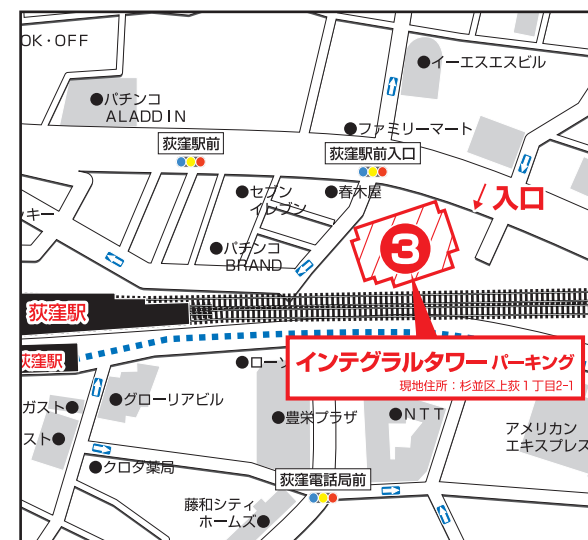 OK・OFF
●イーエスエスビル
●パチンコ
ALADDIN
●ファミリーマート
荻窪駅前
荻窪駅前入口
●セブン
イレブン
●春木屋
↙入口
ッキー
●パチンコ
BRAND
3
荻窪駅
荻窪駅
●ローソ
インテグラルタワー パーキング
現地住所：杉並区上荻1丁目2-1
●グローリアビル
ガスト●
●豊栄プラザ
●NTT
スト●
アメリカン
エキスプレス
●クロダ薬局
荻窪電話局前
藤和シティ
ホームズ●